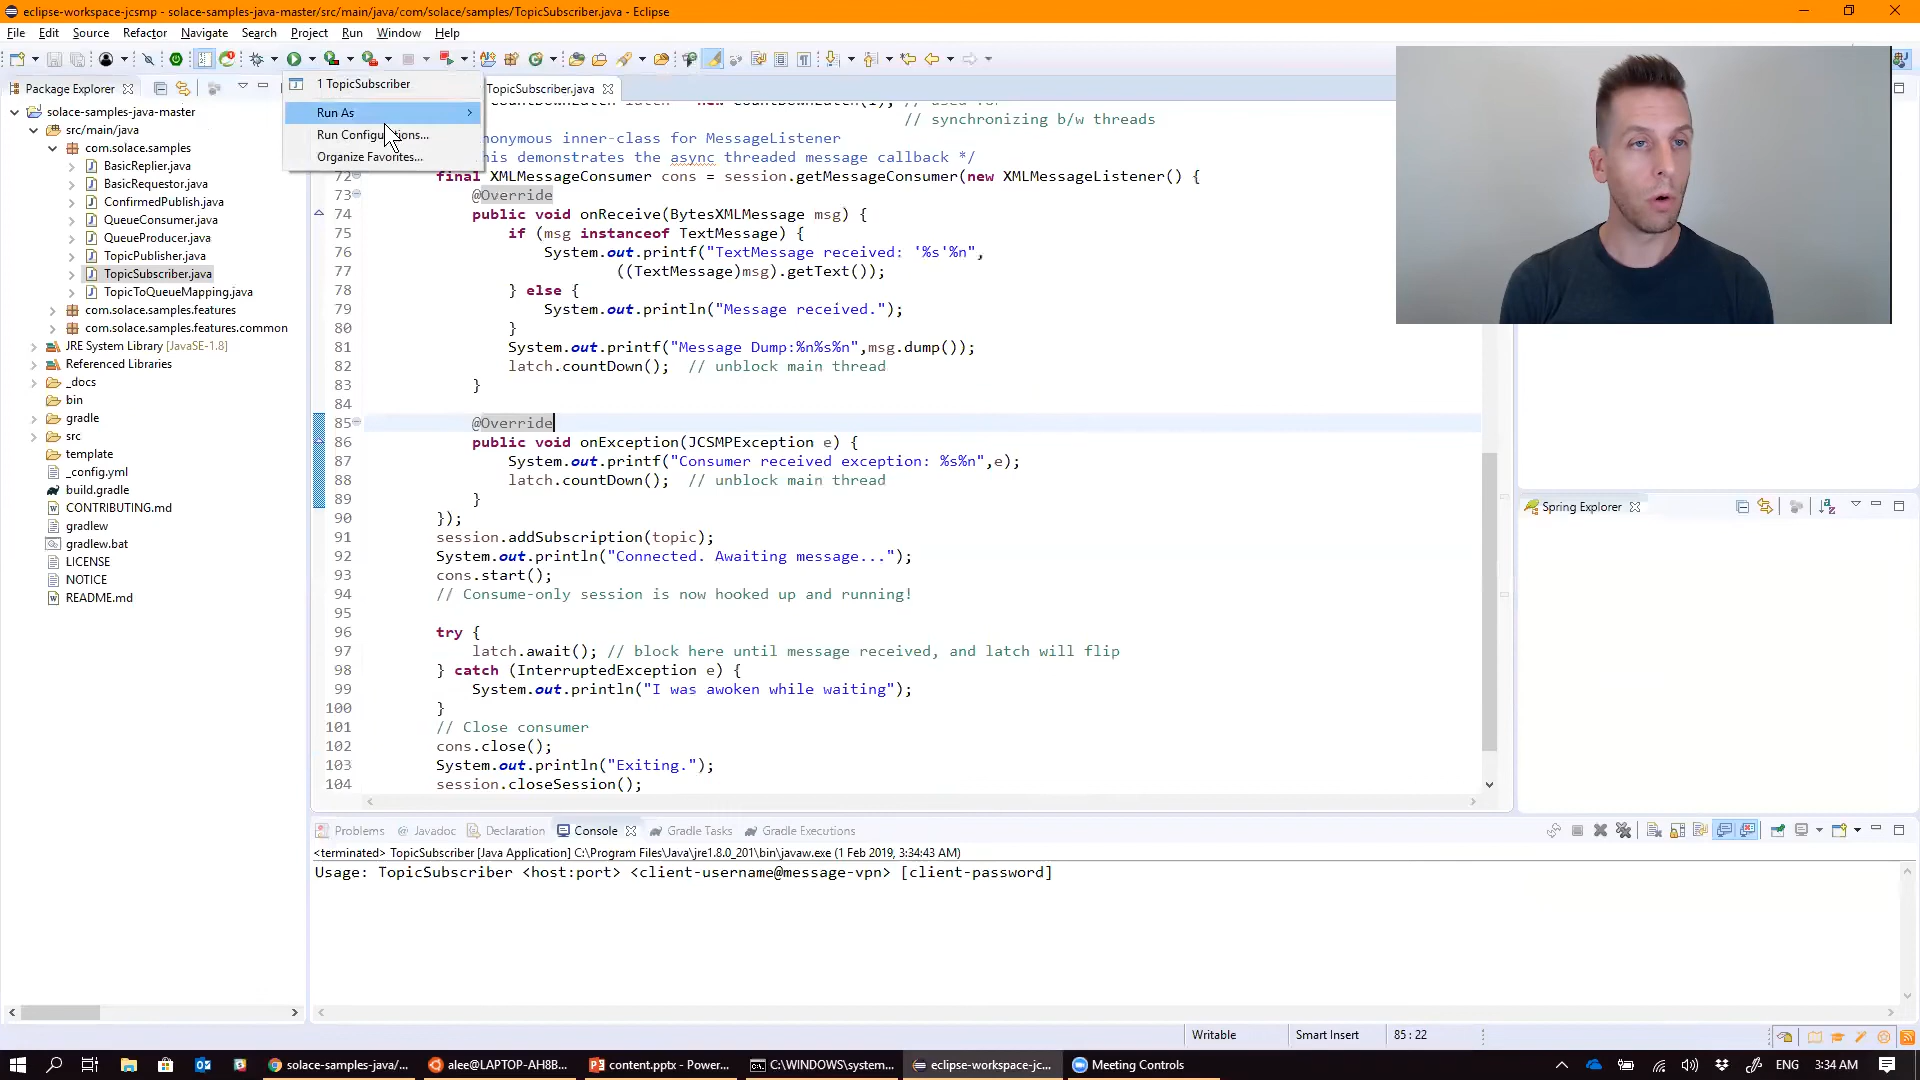 eclipse-workspace-jcsmp - solace-samples-java-master/src/main/java/com/solace/samples/TopicSubscriber.java - Eclipse
File Edit Source Refactor Navigate Search Project Run Window Help
Package Explorer
1 TopicSubscriber
Run As
Run Configurations...
Organize Favorites...
TopicSubscriber.java
solace-samples-java-master
src/main/java
com.solace.samples
BasicReplier.java
BasicRequestor.java
ConfirmedPublish.java
QueueConsumer.java
QueueProducer.java
TopicPublisher.java
TopicSubscriber.java
TopicToQueueMapping.java
com.solace.samples.features
com.solace.samples.features.common
JRE System Library [JavaSE-1.8]
Referenced Libraries
_docs
bin
gradle
src
template
_config.yml
build.gradle
CONTRIBUTING.md
gradlew
gradlew.bat
LICENSE
NOTICE
README.md
// synchronizing b/w threads
nonymous inner-class for MessageListener
his demonstrates the async threaded message callback */
72 final XMLMessageConsumer cons = session.getMessageConsumer(new XMLMessageListener() {
73 @Override
74 public void onReceive(BytesXMLMessage msg) {
75 if (msg instanceof TextMessage) {
76 System.out.printf("TextMessage received: '%s'%n",
77 ((TextMessage)msg).getText());
78 } else {
79 System.out.println("Message received.");
80 }
81 System.out.printf("Message Dump:%n%s%n",msg.dump());
82 latch.countDown();  // unblock main thread
83 }
84
85 @Override
86 public void onException(JCSMPException e) {
87 System.out.printf("Consumer received exception: %s%n",e);
88 latch.countDown();  // unblock main thread
89 }
90 });
91 session.addSubscription(topic);
92 System.out.println("Connected. Awaiting message...");
93 cons.start();
94 // Consume-only session is now hooked up and running!
95
96 try {
97 latch.await(); // block here until message received, and latch will flip
98 } catch (InterruptedException e) {
99 System.out.println("I was awoken while waiting");
100 }
101 // Close consumer
102 cons.close();
103 System.out.println("Exiting.");
104 session.closeSession();
Spring Explorer
Problems Javadoc Declaration Console Gradle Tasks Gradle Executions
<terminated> TopicSubscriber [Java Application] C:\Program Files\Java\jre1.8.0_201\bin\javaw.exe (1 Feb 2019, 3:34:43 AM)
Usage: TopicSubscriber <host:port> <client-username@message-vpn> [client-password]
Writable Smart Insert 85 : 22
solace-samples-java/... alee@LAPTOP-AH8B... content.pptx - Power... C:\WINDOWS\system... eclipse-workspace-jc... Meeting Controls ENG 3:34 AM